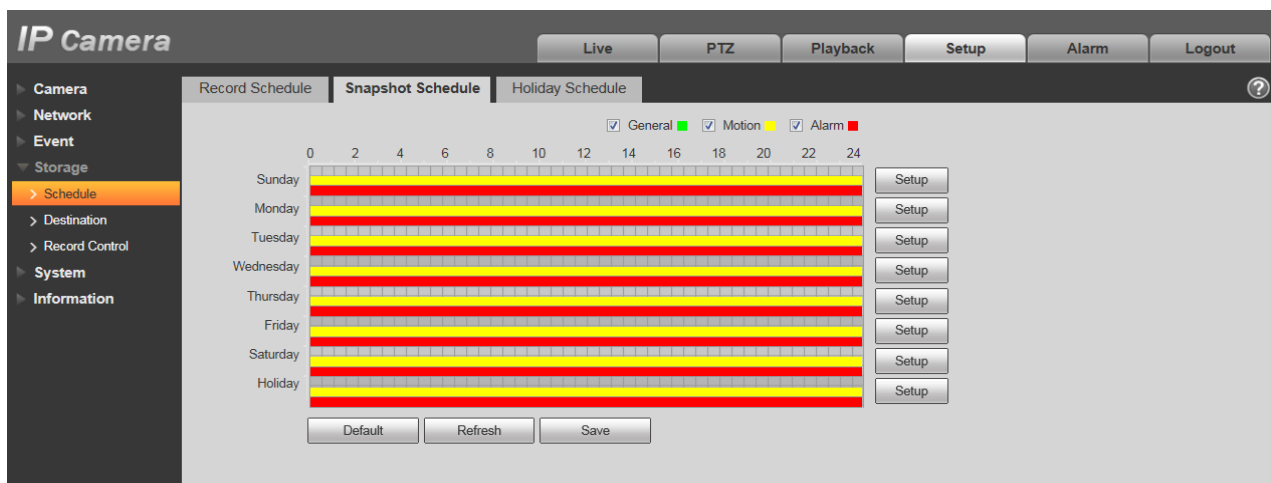 IP Camera
Live PTZ Playback Setup Alarm Logout
Camera
Network
Event
Storage
> Schedule
> Destination
> Record Control
System
Information
Record Schedule Snapshot Schedule Holiday Schedule ?
General Motion Alarm
0 2 4 6 8 10 12 14 16 18 20 22 24
Sunday Setup
Monday Setup
Tuesday Setup
Wednesday Setup
Thursday Setup
Friday Setup
Saturday Setup
Holiday Setup
Default Refresh Save